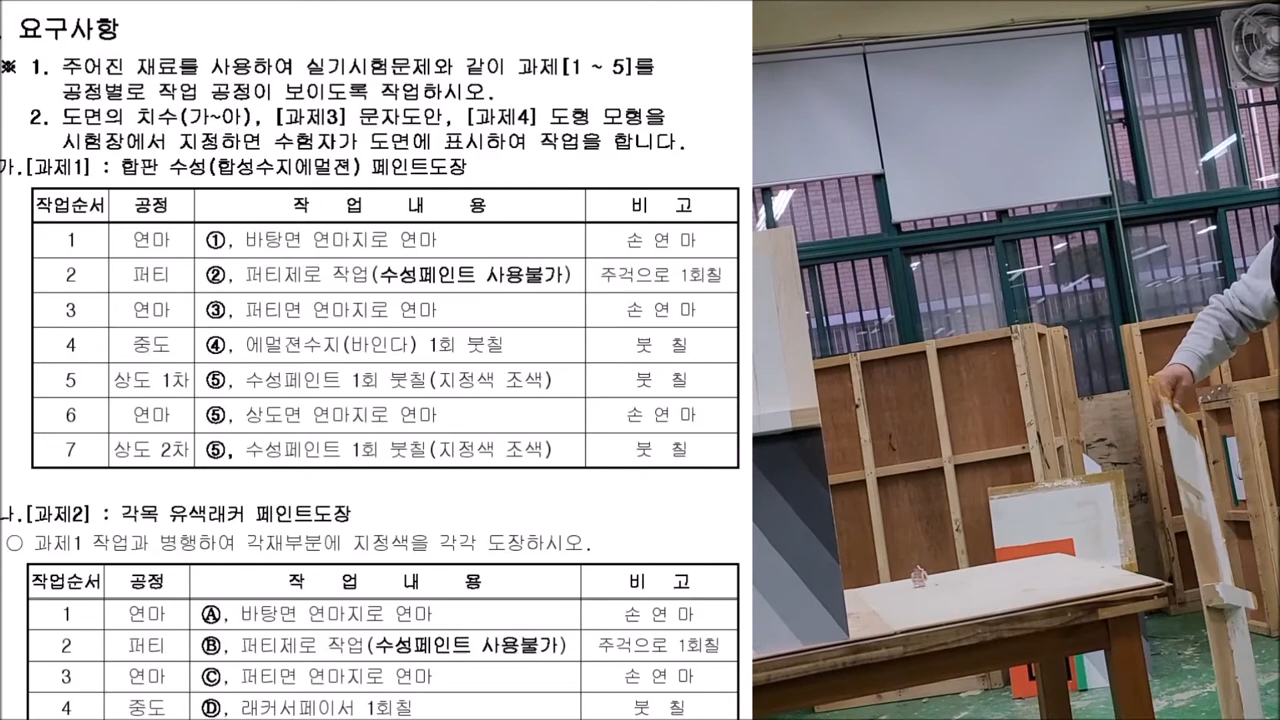 요구사항
※ 1. 주어진 재료를 사용하여 실기시험문제와 같이 과제[1 ~ 5]를
공정별로 작업 공정이 보이도록 작업하시오.
2. 도면의 치수(가~아), [과제3] 문자도안, [과제4] 도형 모형을
시험장에서 지정하면 수험자가 도면에 표시하여 작업을 합니다.
가.[과제1] : 합판 수성(합성수지에멀젼) 페인트도장
작업순서 공정 작 업 내 용 비 고
1 연마 ①, 바탕면 연마지로 연마 손 연 마
2 퍼티 ②, 퍼티제로 작업(수성페인트 사용불가) 주걱으로 1회칠
3 연마 ③, 퍼티면 연마지로 연마 손 연 마
4 중도 ④, 에멀젼수지(바인다) 1회 붓칠 붓 칠
5 상도 1차 ⑤, 수성페인트 1회 붓칠(지정색 조색) 붓 칠
6 연마 ⑤, 상도면 연마지로 연마 손 연 마
7 상도 2차 ⑤, 수성페인트 1회 붓칠(지정색 조색) 붓 칠
나.[과제2] : 각목 유색래커 페인트도장
○ 과제1 작업과 병행하여 각재부분에 지정색을 각각 도장하시오.
작업순서 공정 작 업 내 용 비 고
1 연마 Ⓐ, 바탕면 연마지로 연마 손 연 마
2 퍼티 Ⓑ, 퍼티제로 작업(수성페인트 사용불가) 주걱으로 1회칠
3 연마 Ⓒ, 퍼티면 연마지로 연마 손 연 마
4 중도 Ⓓ, 래커서페이서 1회칠 붓 칠